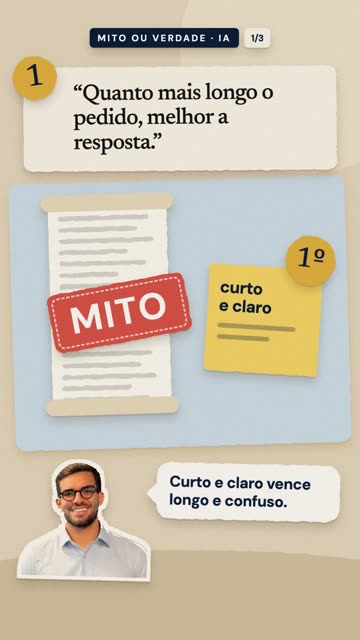 MITO OU VERDADE · IA
1/3
1
“Quanto mais longo o
pedido, melhor a
resposta.”
MITO
1º
curto
e claro
Curto e claro vence
longo e confuso.